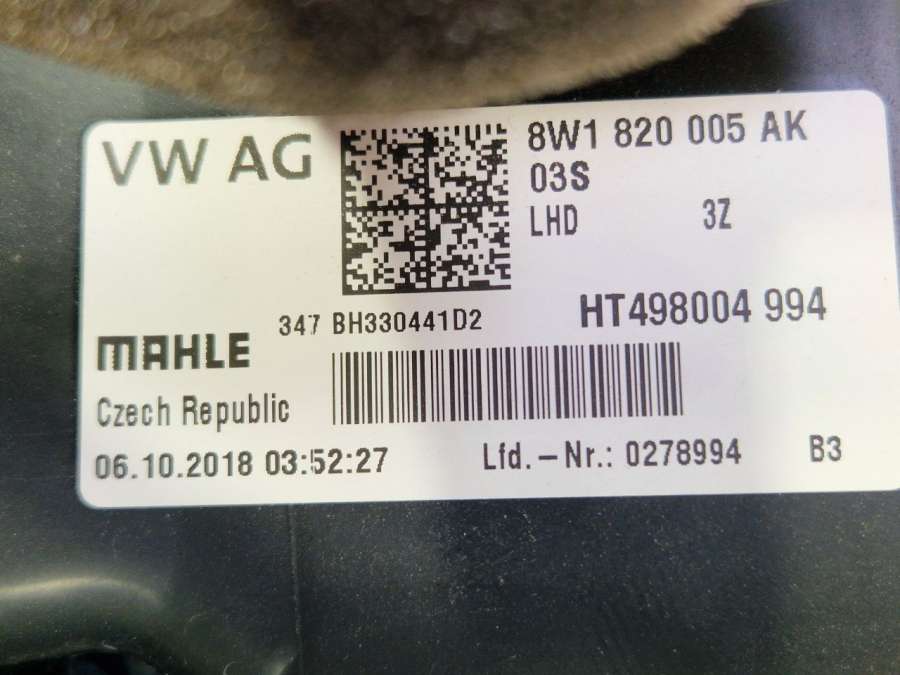 VW AG
8W1 820 005 AK
03S
LHD 3Z
HT498004 994
347 BH330441D2
MAHLE
Czech Republic
06.10.2018 03:52:27
Lfd.-Nr.: 0278994 B3